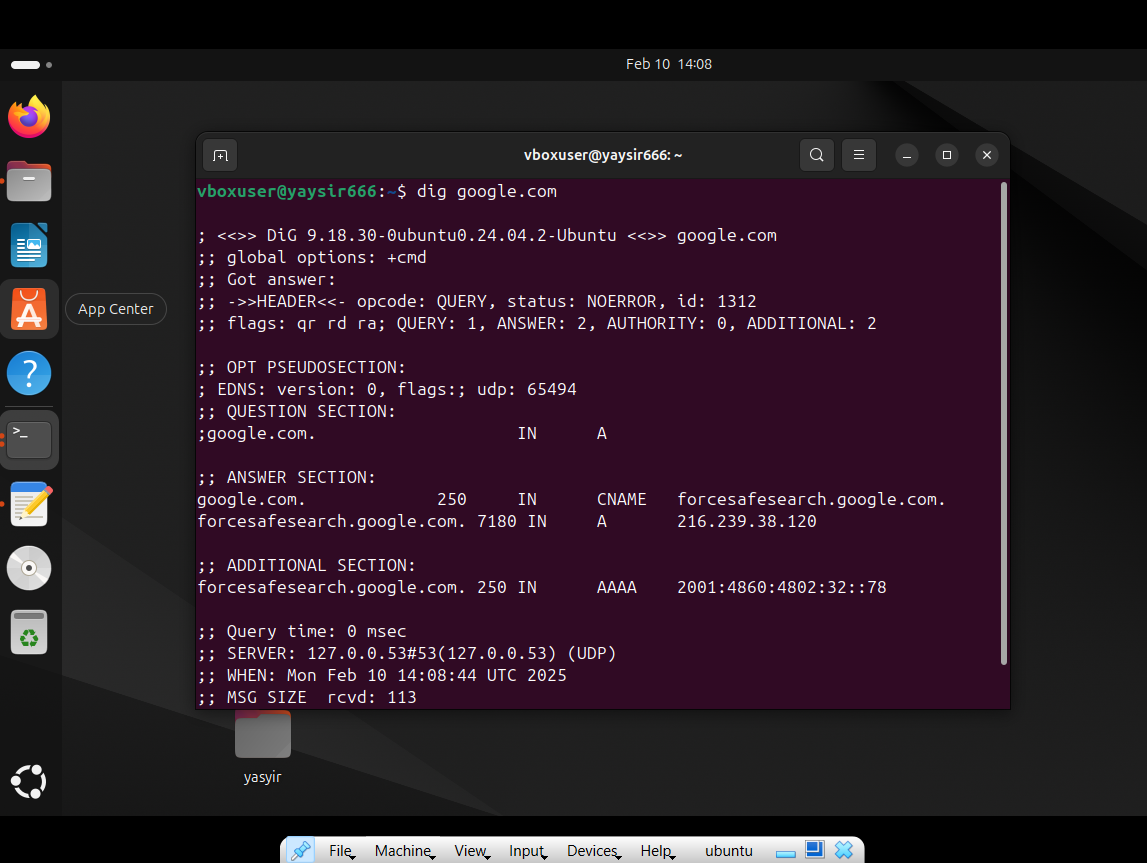 Feb 10 14:08
vboxuser@yaysir666: ~
vboxuser@yaysir666:~$ dig google.com
; <<>> DiG 9.18.30-0ubuntu0.24.04.2-Ubuntu <<>> google.com
;; global options: +cmd
;; Got answer:
;; ->>HEADER<<- opcode: QUERY, status: NOERROR, id: 1312
;; flags: qr rd ra; QUERY: 1, ANSWER: 2, AUTHORITY: 0, ADDITIONAL: 2
App Center
;; OPT PSEUDOSECTION:
; EDNS: version: 0, flags:; udp: 65494
;; QUESTION SECTION:
;google.com. IN A
;; ANSWER SECTION:
google.com. 250 IN CNAME forcesafesearch.google.com.
forcesafesearch.google.com. 7180 IN A 216.239.38.120
;; ADDITIONAL SECTION:
forcesafesearch.google.com. 250 IN AAAA 2001:4860:4802:32::78
;; Query time: 0 msec
;; SERVER: 127.0.0.53#53(127.0.0.53) (UDP)
;; WHEN: Mon Feb 10 14:08:44 UTC 2025
;; MSG SIZE  rcvd: 113
yasyir
File Machine View Input Devices Help ubuntu